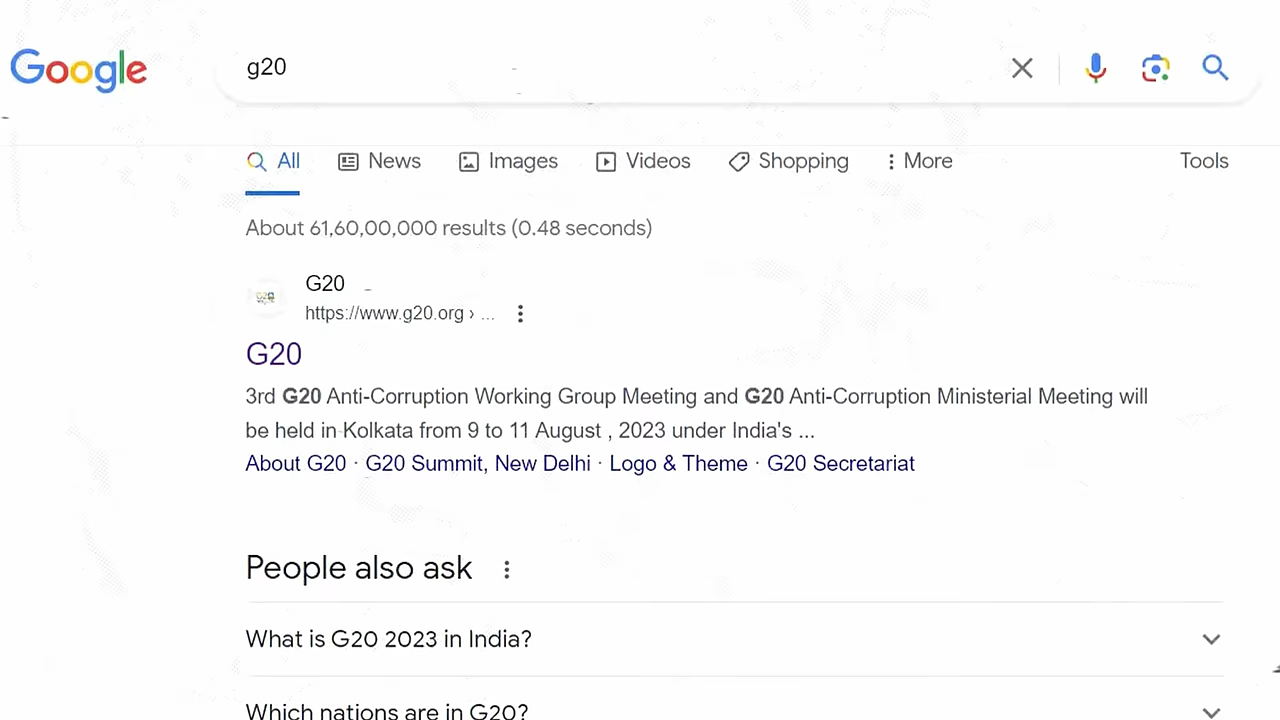 Google
g20
All News Images Videos Shopping More Tools
About 61,60,00,000 results (0.48 seconds)
G20
https://www.g20.org › ...
G20
3rd G20 Anti-Corruption Working Group Meeting and G20 Anti-Corruption Ministerial Meeting will
be held in Kolkata from 9 to 11 August , 2023 under India's ...
About G20 · G20 Summit, New Delhi · Logo & Theme · G20 Secretariat
People also ask
What is G20 2023 in India?
Which nations are in G20?